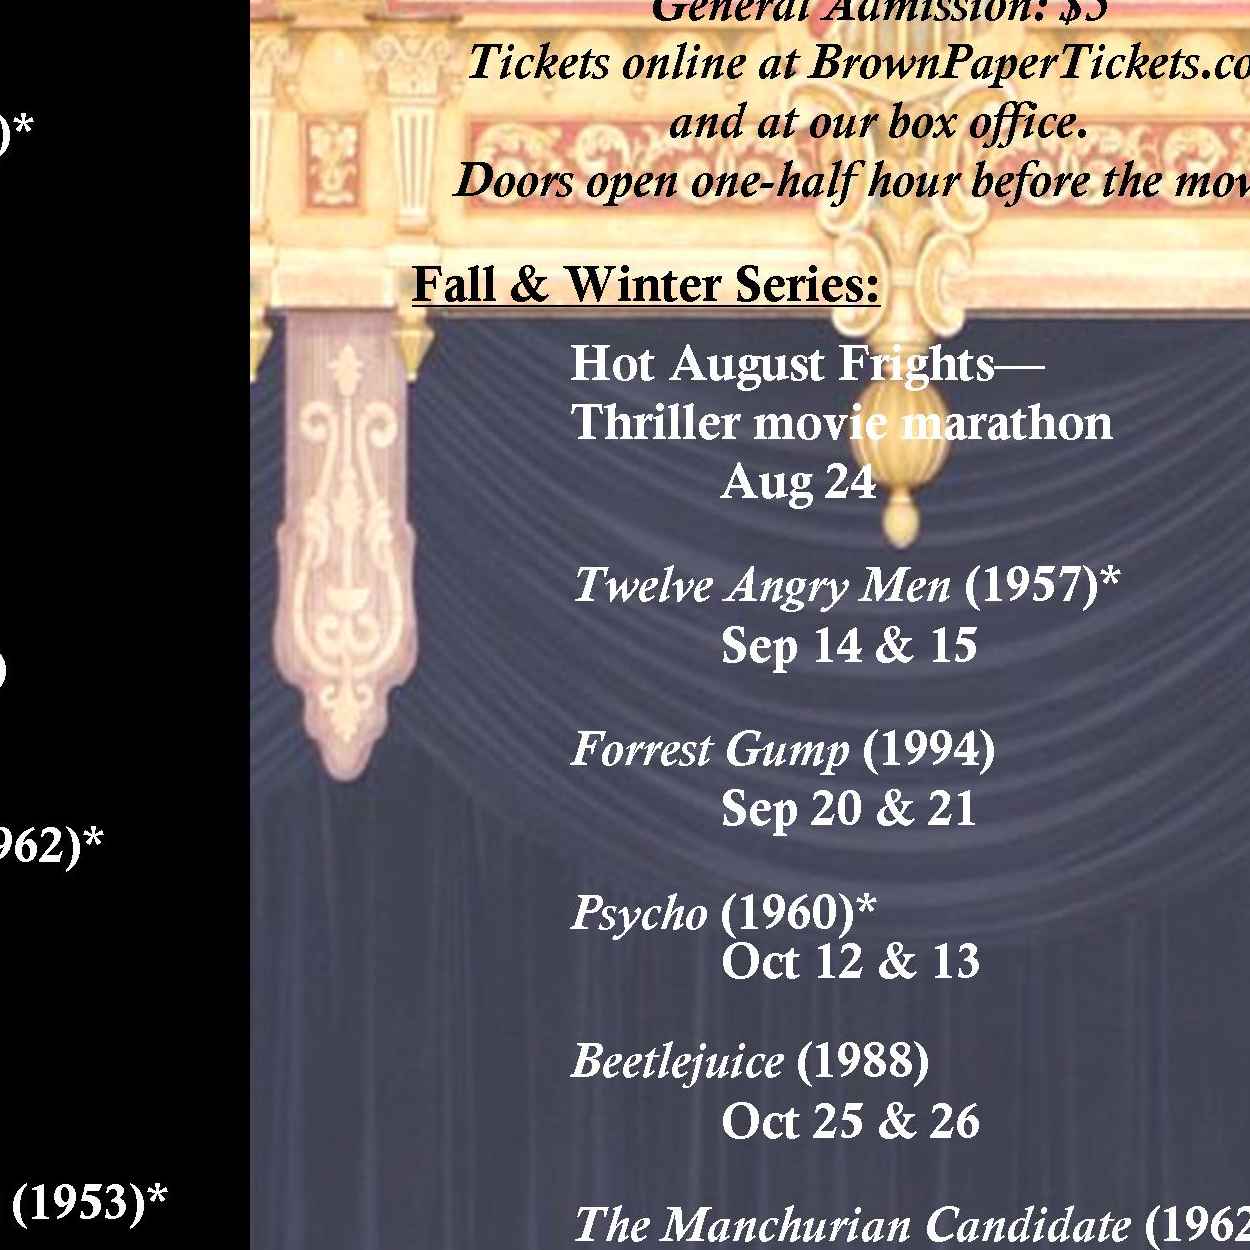 General Admission: $5
Tickets online at BrownPaperTickets.co
and at our box office.
Doors open one-half hour before the mov
Fall & Winter Series:
Hot August Frights—
Thriller movie marathon
Aug 24
Twelve Angry Men (1957)*
Sep 14 & 15
Forrest Gump (1994)
Sep 20 & 21
Psycho (1960)*
Oct 12 & 13
Beetlejuice (1988)
Oct 25 & 26
The Manchurian Candidate (1962
)*
)
962)*
(1953)*